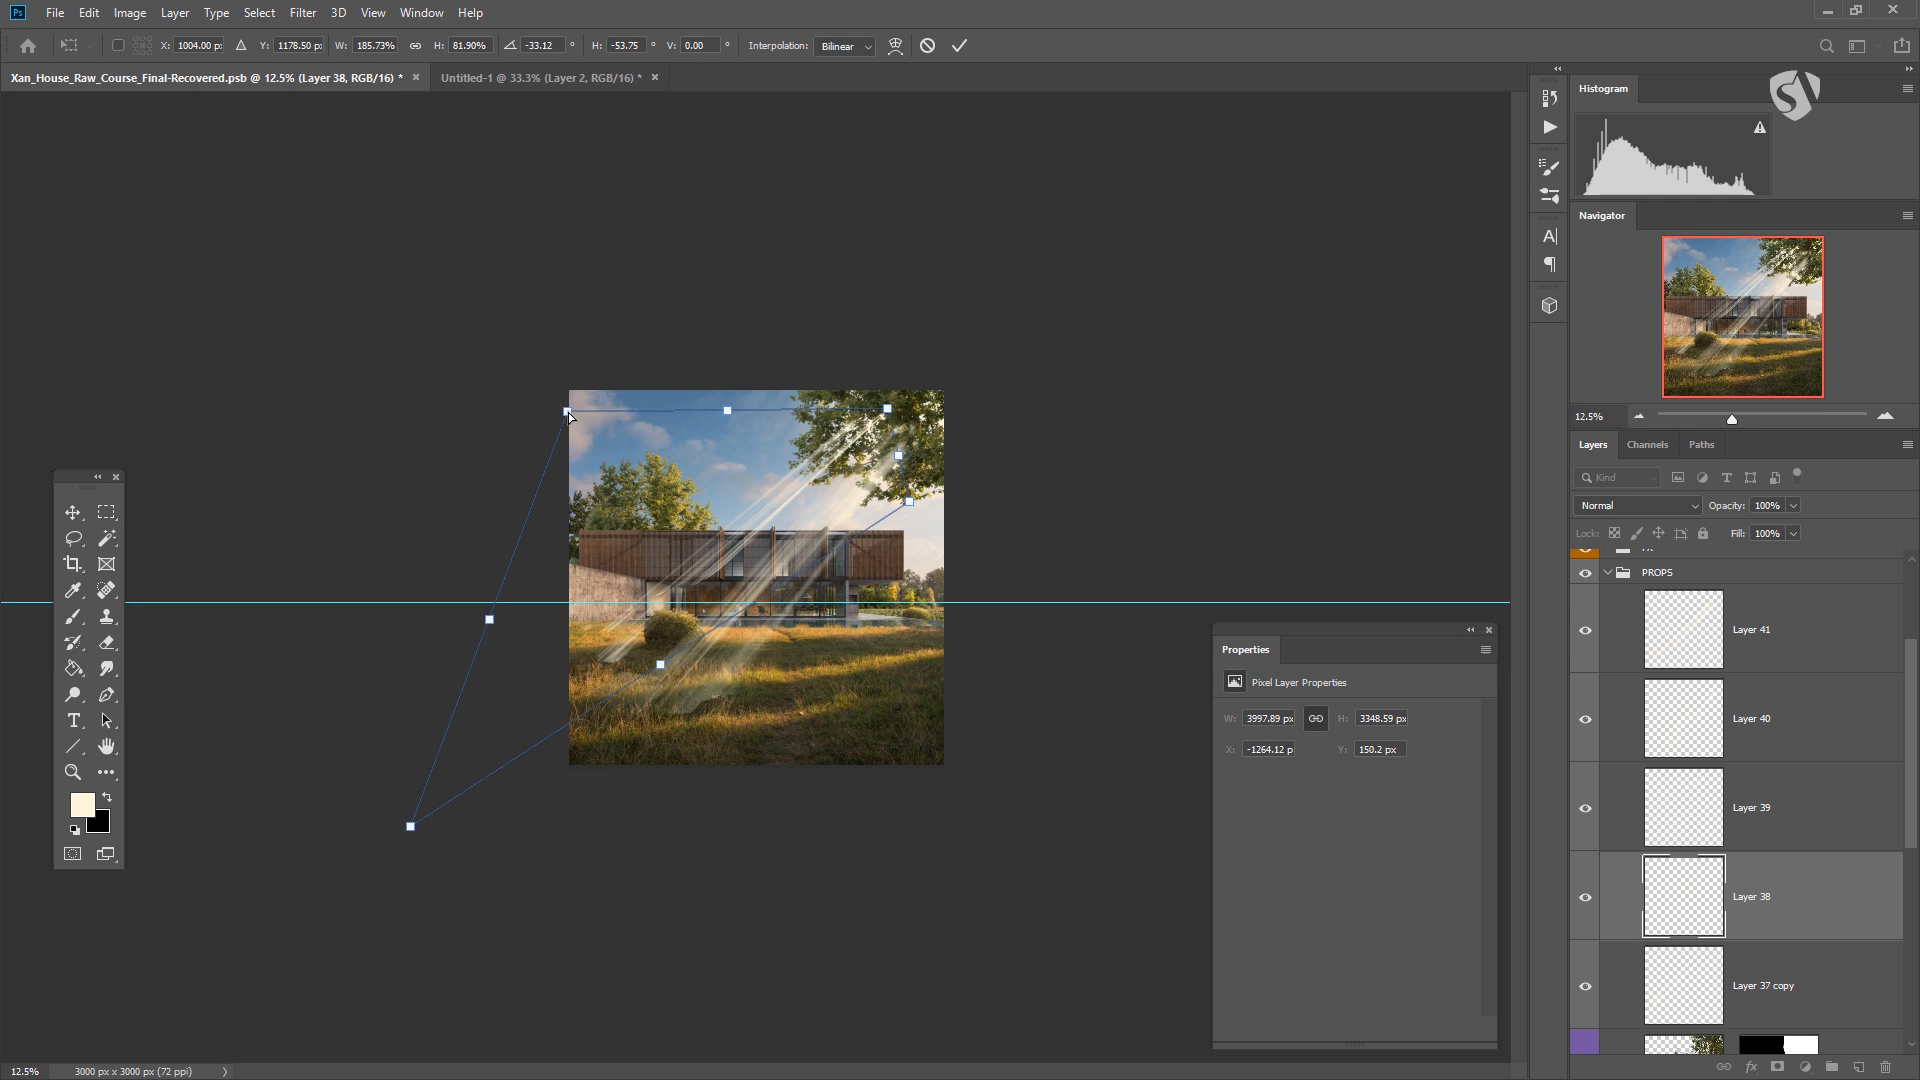 Ps File Edit Image Layer Type Select Filter 3D View Window Help
X: 1004.00 px Y: 1178.50 px W: 185.73% H: 81.90% -33.12 ° H: -53.75 ° V: 0.00 ° Interpolation: Bilinear
Xan_House_Raw_Course_Final-Recovered.psb @ 12.5% (Layer 38, RGB/16) * Untitled-1 @ 33.3% (Layer 2, RGB/16) *
Histogram
Navigator
12.5%
Layers Channels Paths
Kind
Normal Opacity: 100%
Lock: Fill: 100%
PROPS
Layer 41
Layer 40
Layer 39
Layer 38
Layer 37 copy
Properties
Pixel Layer Properties
W: 3997.89 px H: 3348.59 px
X: -1264.12 p Y: 150.2 px
12.5% 3000 px x 3000 px (72 ppi)